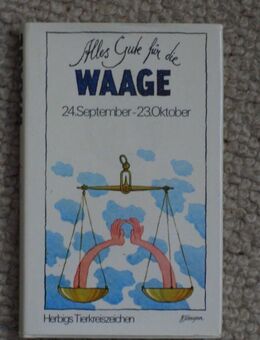 Alles Gute für die
WAAGE
24.September-23.Oktober
Herbigs Tierkreiszeichen